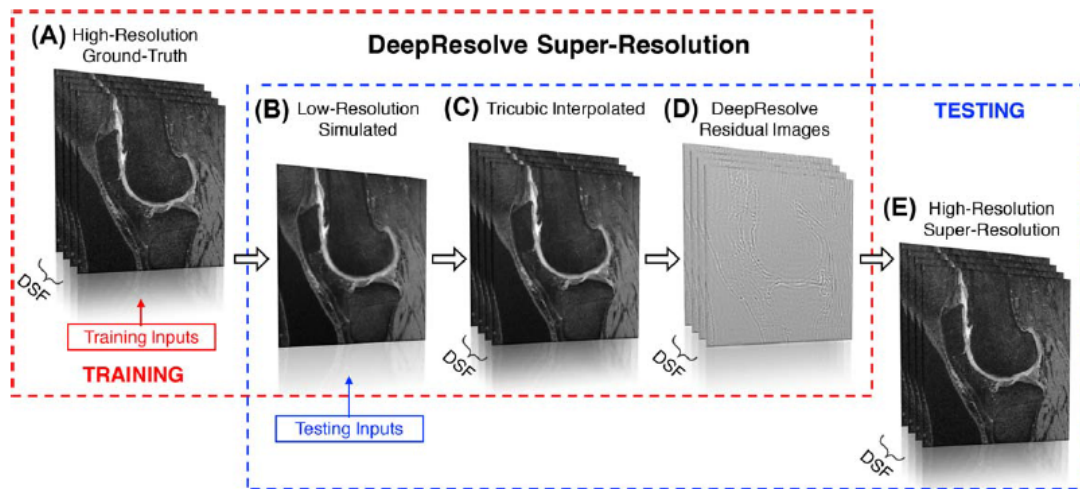 DeepResolve Super-Resolution
(A) High-Resolution
Ground-Truth
DSF
Training Inputs
TRAINING
(B) Low-Resolution
Simulated
Testing Inputs
(C) Tricubic Interpolated
DSF
(D) DeepResolve
Residual Images
DSF
TESTING
(E) High-Resolution
Super-Resolution
DSF